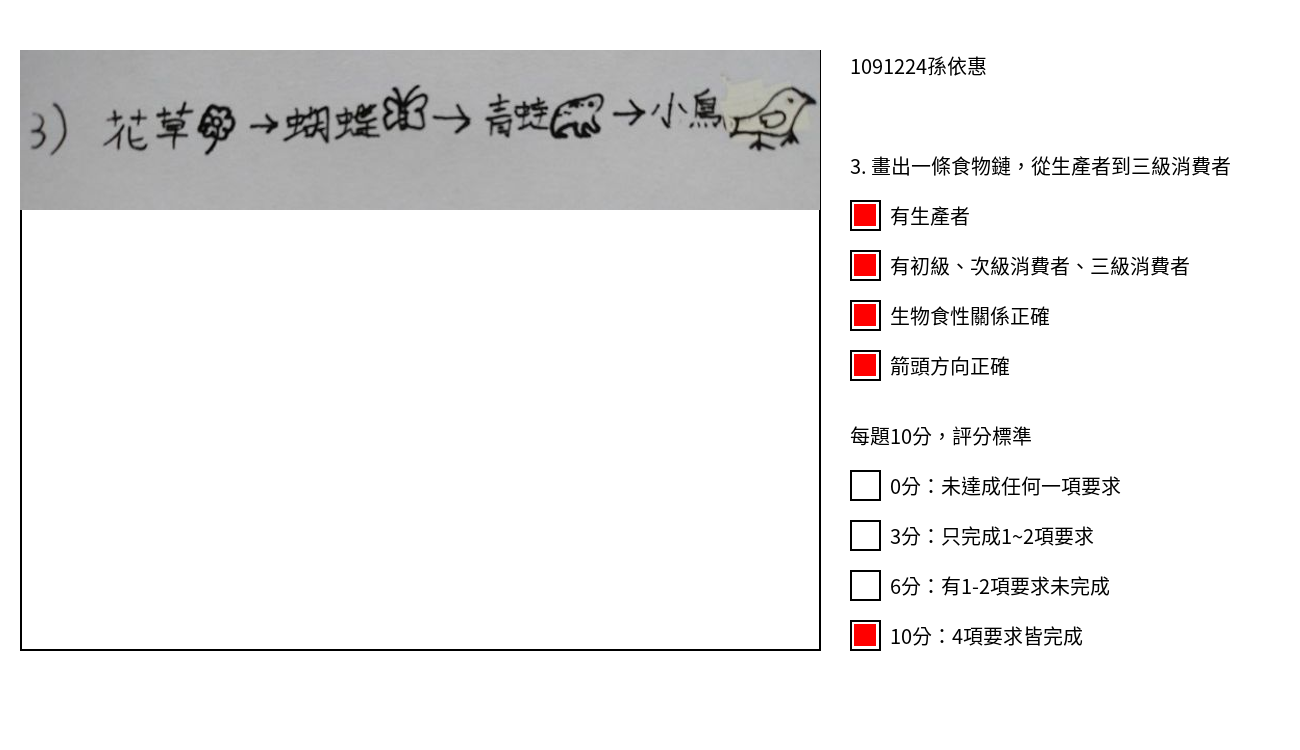 3) 花草→蝴蝶→青蛙→小鳥
1091224孫依惠
3. 畫出一條食物鏈，從生產者到三級消費者
有生產者
有初級、次級消費者、三級消費者
生物食性關係正確
箭頭方向正確
每題10分，評分標準
0分：未達成任何一項要求
3分：只完成1~2項要求
6分：有1-2項要求未完成
10分：4項要求皆完成